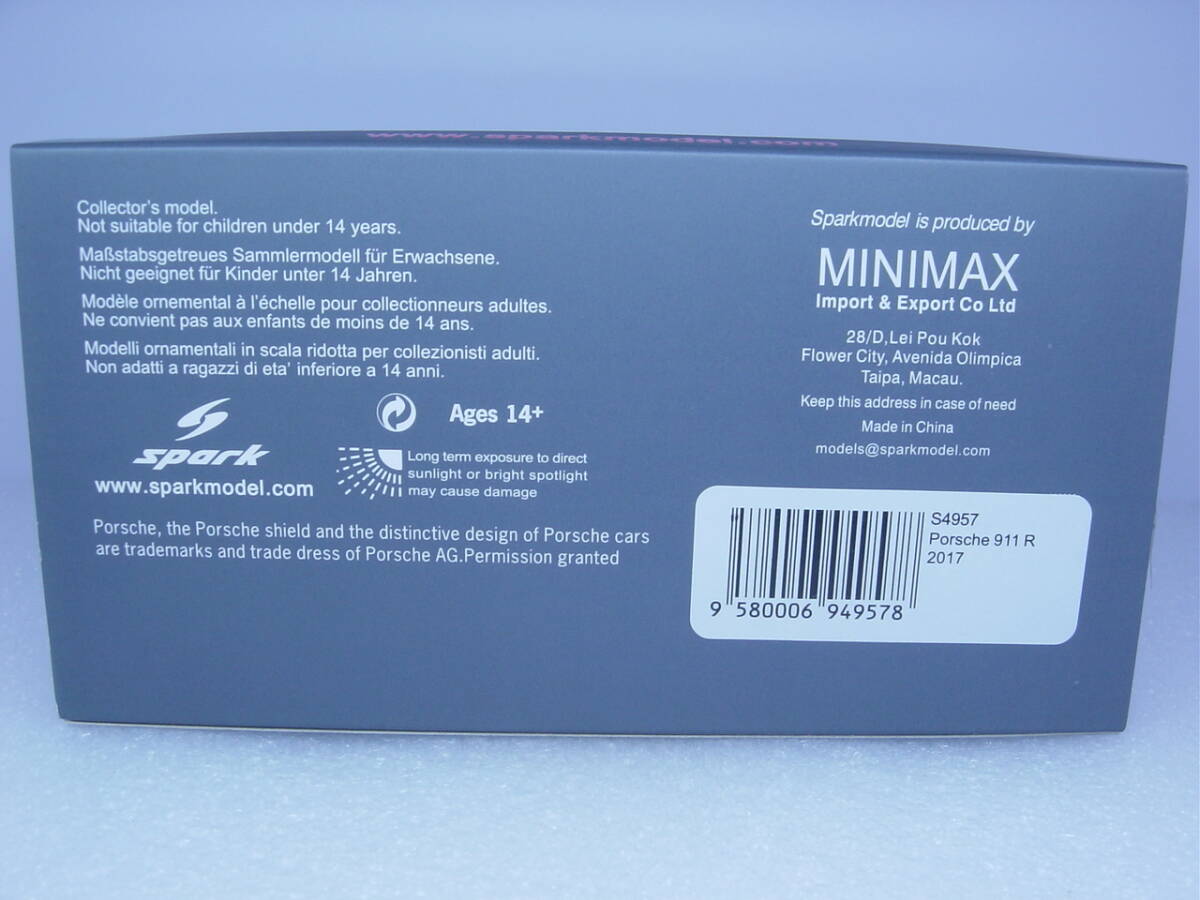 www.sparkmodel.com
Collector's model.
Not suitable for children under 14 years.
Maßstabsgetreues Sammlermodell für Erwachsene.
Nicht geeignet für Kinder unter 14 Jahren.
Modèle ornemental à l'échelle pour collectionneurs adultes.
Ne convient pas aux enfants de moins de 14 ans.
Modelli ornamentali in scala ridotta per collezionisti adulti.
Non adatti a ragazzi di eta' inferiore a 14 anni.
Ages 14+
spark
www.sparkmodel.com
Long term exposure to direct
sunlight or bright spotlight
may cause damage
Porsche, the Porsche shield and the distinctive design of Porsche cars
are trademarks and trade dress of Porsche AG.Permission granted
Sparkmodel is produced by
MINIMAX
Import & Export Co Ltd
28/D,Lei Pou Kok
Flower City, Avenida Olimpica
Taipa, Macau.
Keep this address in case of need
Made in China
models@sparkmodel.com
S4957
Porsche 911 R
2017
9 580006 949578